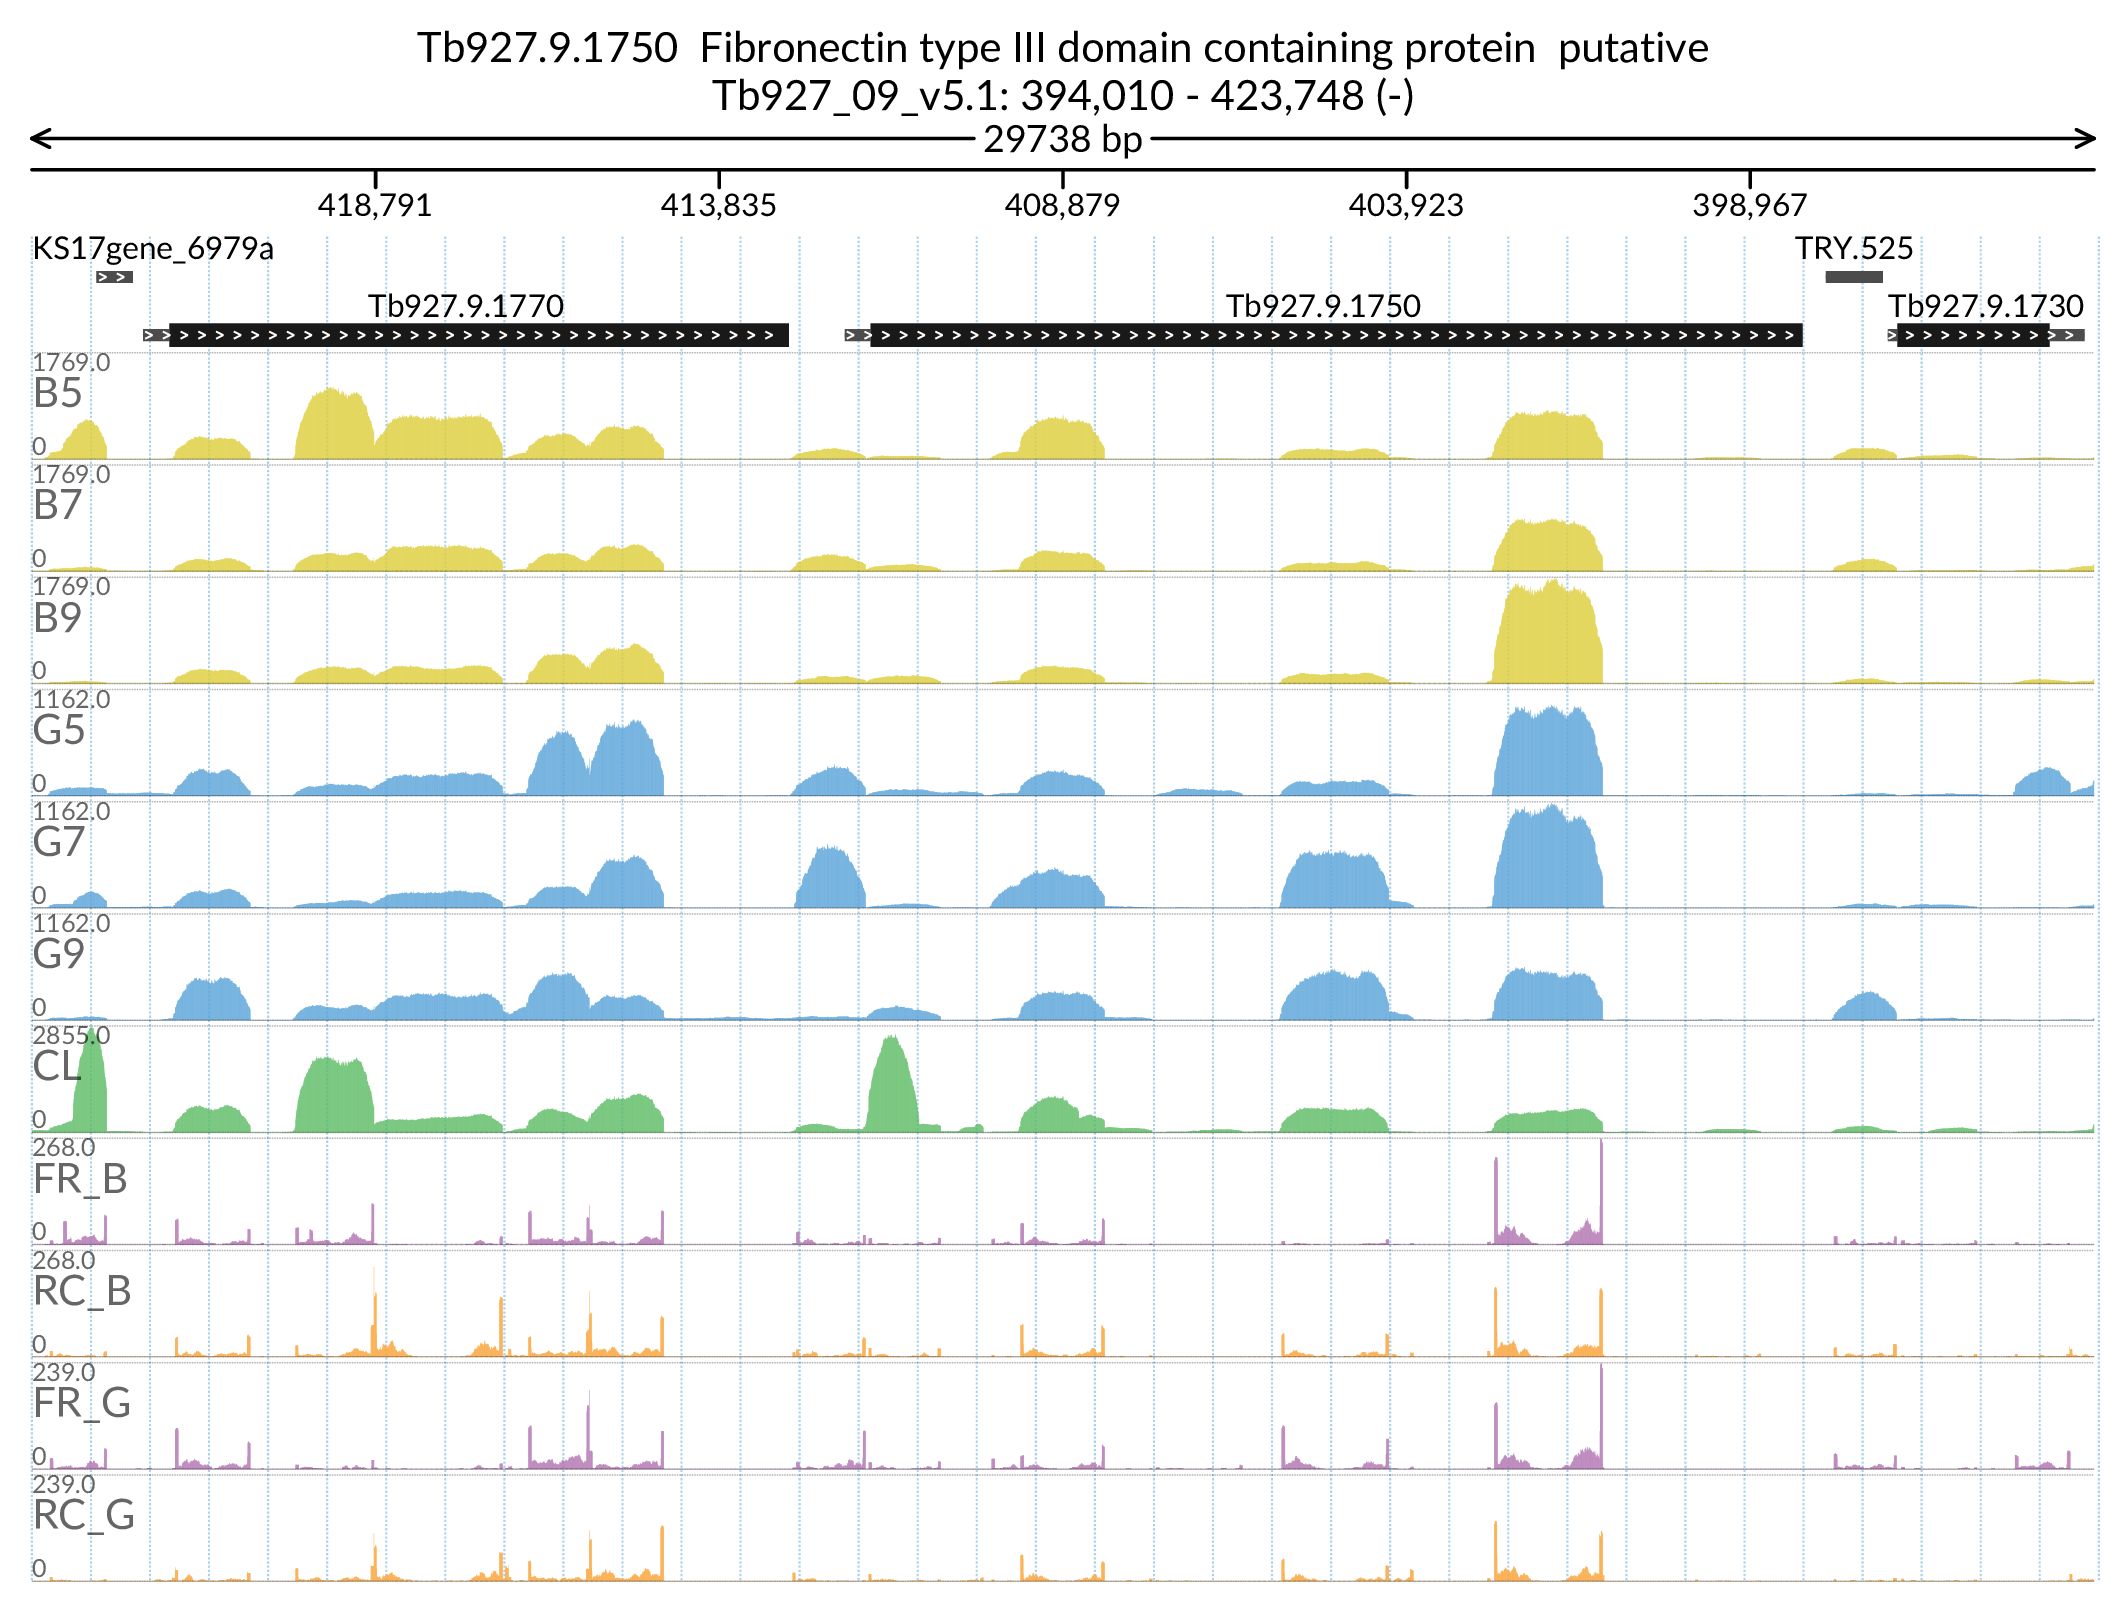 Tb927.9.1750 Fibronectin type III domain containing protein putative
Tb927_09_v5.1: 394,010 - 423,748 (-)
29738 bp
418,791 413,835 408,879 403,923 398,967
KS17gene_6979a TRY.525
Tb927.9.1770 Tb927.9.1750 Tb927.9.1730
1769.0
B5
0
1769.0
B7
0
1769.0
B9
0
1162.0
G5
0
1162.0
G7
0
1162.0
G9
0
2855.0
CL
0
268.0
FR_B
0
268.0
RC_B
0
239.0
FR_G
0
239.0
RC_G
0